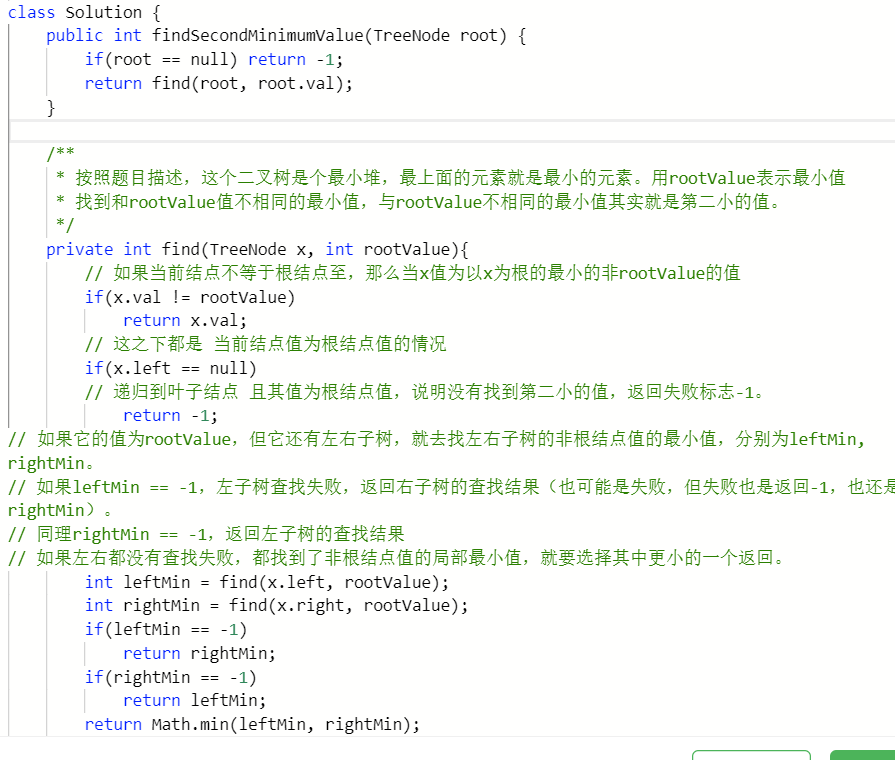 class Solution {
    public int findSecondMinimumValue(TreeNode root) {
        if(root == null) return -1;
        return find(root, root.val);
    }
    /**
     * 按照题目描述，这个二叉树是个最小堆，最上面的元素就是最小的元素。用rootValue表示最小值
     * 找到和rootValue值不相同的最小值，与rootValue不相同的最小值其实就是第二小的值。
     */
    private int find(TreeNode x, int rootValue){
        // 如果当前结点不等于根结点至，那么当x值为以x为根的最小的非rootValue的值
        if(x.val != rootValue)
            return x.val;
        // 这之下都是 当前结点值为根结点值的情况
        if(x.left == null)
        // 递归到叶子结点 且其值为根结点值，说明没有找到第二小的值，返回失败标志-1。
            return -1;
// 如果它的值为rootValue，但它还有左右子树，就去找左右子树的非根结点值的最小值，分别为leftMin,
rightMin。
// 如果leftMin == -1，左子树查找失败，返回右子树的查找结果（也可能是失败，但失败也是返回-1，也还是
rightMin）。
// 同理rightMin == -1，返回左子树的查找结果
// 如果左右都没有查找失败，都找到了非根结点值的局部最小值，就要选择其中更小的一个返回。
        int leftMin = find(x.left, rootValue);
        int rightMin = find(x.right, rootValue);
        if(leftMin == -1)
            return rightMin;
        if(rightMin == -1)
            return leftMin;
        return Math.min(leftMin, rightMin);